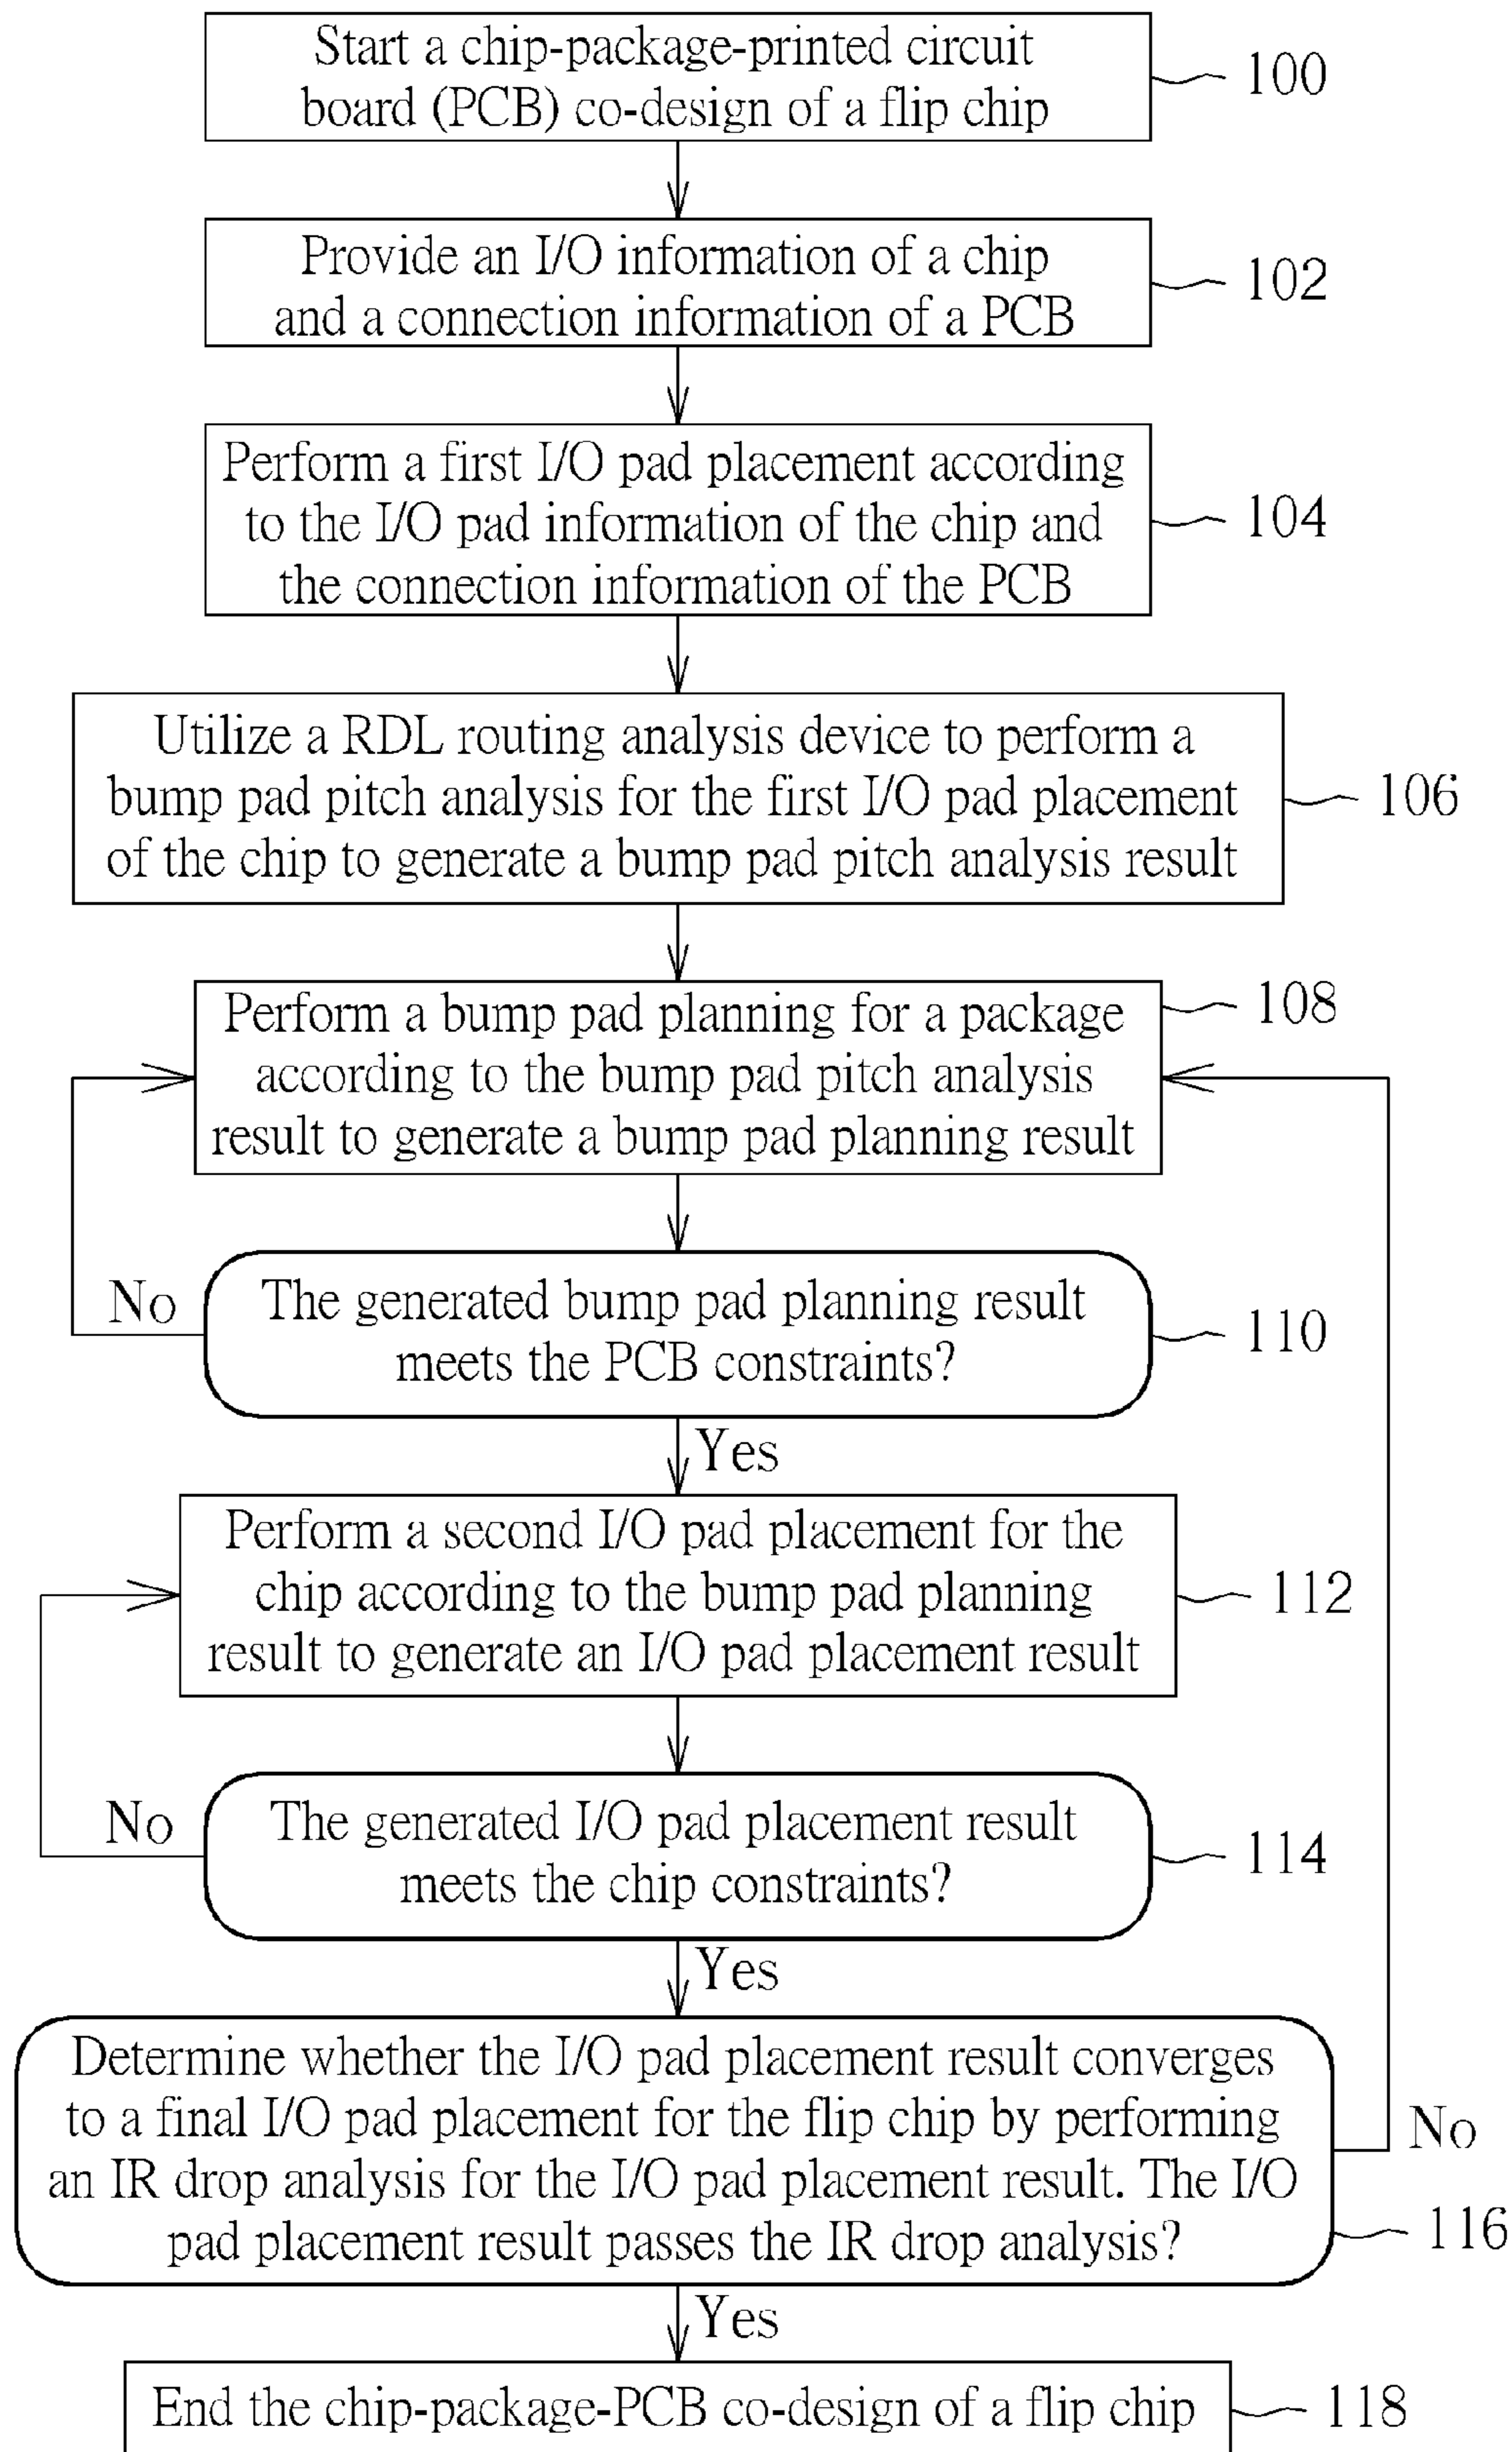 Start a chip-package-printed circuit
board (PCB) co-design of a flip chip
100
Provide an I/O information of a chip
and a connection information of a PCB
102
Perform a first I/O pad placement according
to the I/O pad information of the chip and
the connection information of the PCB
104
Utilize a RDL routing analysis device to perform a
bump pad pitch analysis for the first I/O pad placement
of the chip to generate a bump pad pitch analysis result
106
Perform a bump pad planning for a package
according to the bump pad pitch analysis
result to generate a bump pad planning result
108
The generated bump pad planning result
meets the PCB constraints?
110
No
Yes
Perform a second I/O pad placement for the
chip according to the bump pad planning
result to generate an I/O pad placement result
112
The generated I/O pad placement result
meets the chip constraints?
114
No
Yes
Determine whether the I/O pad placement result converges
to a final I/O pad placement for the flip chip by performing
an IR drop analysis for the I/O pad placement result. The I/O
pad placement result passes the IR drop analysis?
116
No
Yes
End the chip-package-PCB co-design of a flip chip
118